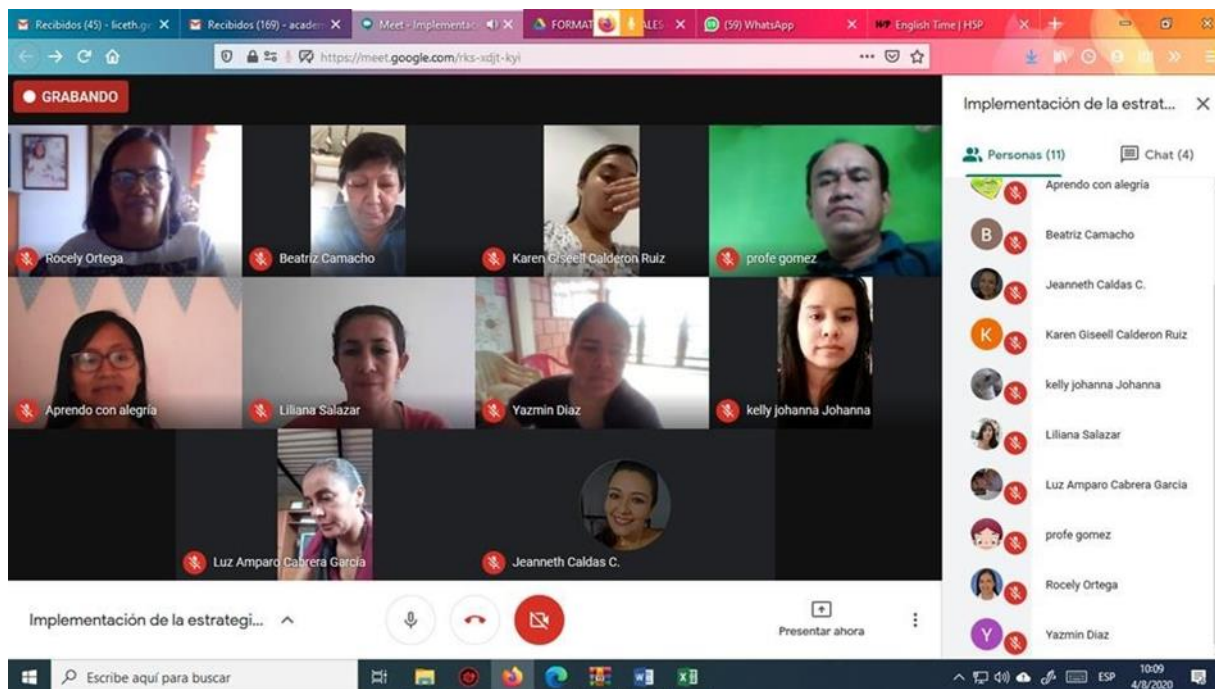 Recibidos (45) - liceth.g
Recibidos (169) - academ
Meet - Implementac
FORMAT
ALES
(59) WhatsApp
English Time | H5P
https://meet.google.com/rks-xdjt-kyi
GRABANDO
Implementación de la estrat...
Personas (11)
Chat (4)
Rocely Ortega
Beatriz Camacho
Karen Giseell Calderon Ruiz
profe gomez
Aprendo con alegría
Liliana Salazar
Yazmin Diaz
kelly johanna Johanna
Luz Amparo Cabrera Garcia
Jeanneth Caldas C.
Aprendo con alegría
B
Beatriz Camacho
Jeanneth Caldas C.
K
Karen Giseell Calderon Ruiz
kelly johanna Johanna
Liliana Salazar
Luz Amparo Cabrera Garcia
profe gomez
Rocely Ortega
Y
Yazmin Diaz
Implementación de la estrategi...
Presentar ahora
Escribe aquí para buscar
ESP
10:09
4/8/2020